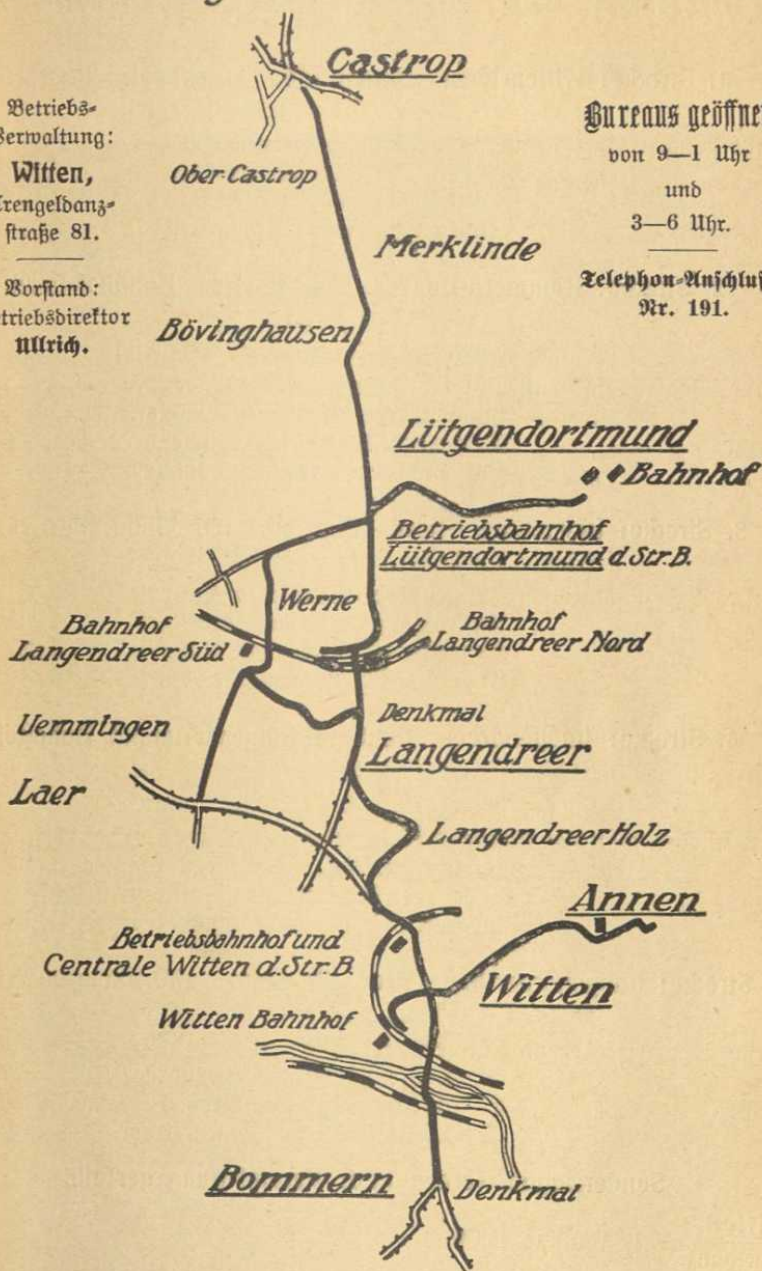 Betriebs-
Verwaltung:
Witten,
straße 81.
Vorstand:
Ullrich.
Bureaus geöffnet
von 9—1 Uhr
und
3—6 Uhr.
Telephon-Anschluß
Nr. 191.
Castrop
Ober-Castrop
Merklinde
Bövinghausen
Lütgendortmund
Bahnhof
Betriebsbahnhof
Lütgendortmund d. Str. B.
Werne
Bahnhof
Langendreer Süd
Bahnhof
Langendreer Nord
Uemmingen
Denkmal
Langendreer
Laer
Langendreer Holz
Annen
Betriebsbahnhof und
Centrale Witten d. Str. B.
Witten
Witten Bahnhof
Bommern
Denkmal